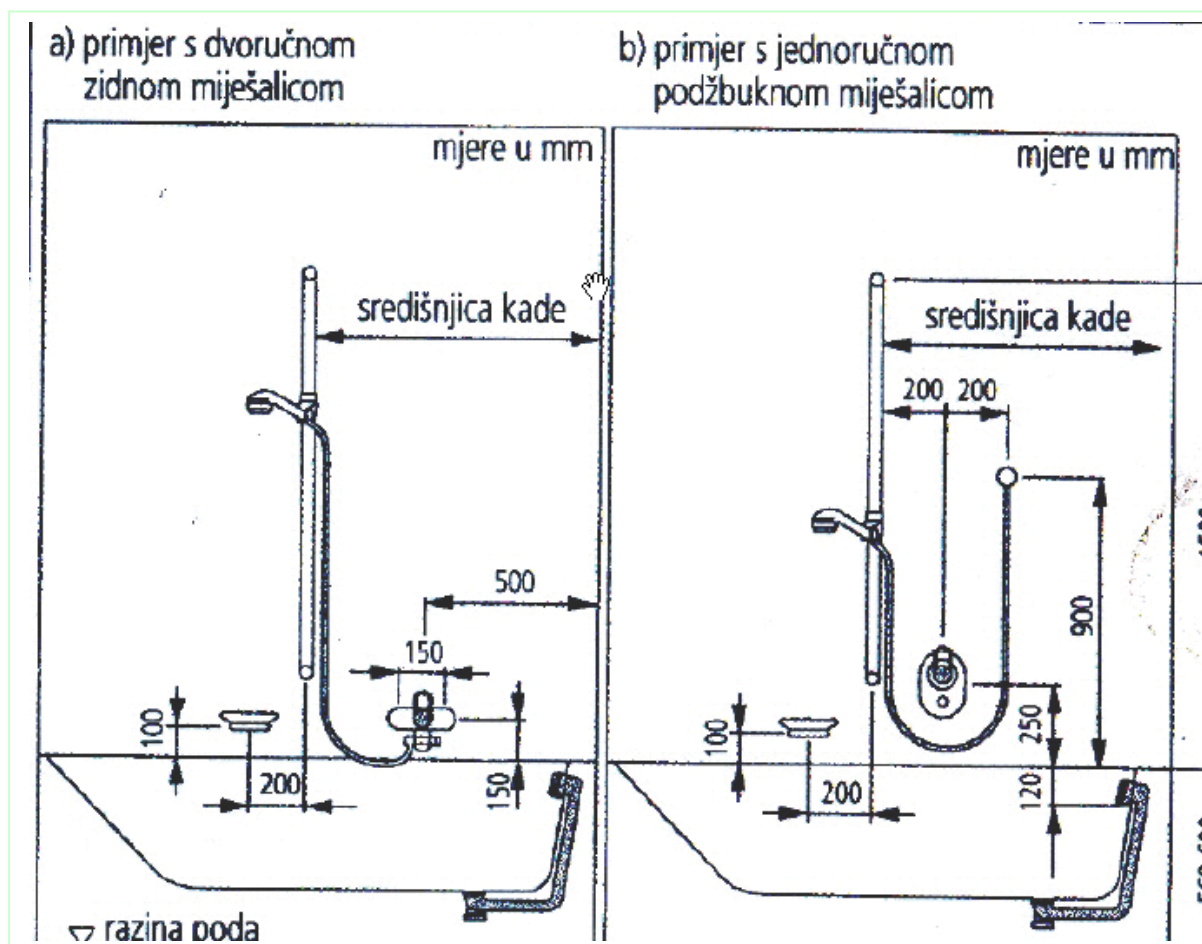 a) primjer s dvoručnom
zidnom miješalicom
mjere u mm
središnjica kade
500
150
100
200
150
razina poda
b) primjer s jednoručnom
podžbuknom miješalicom
mjere u mm
središnjica kade
200 200
900
250
100
120
200